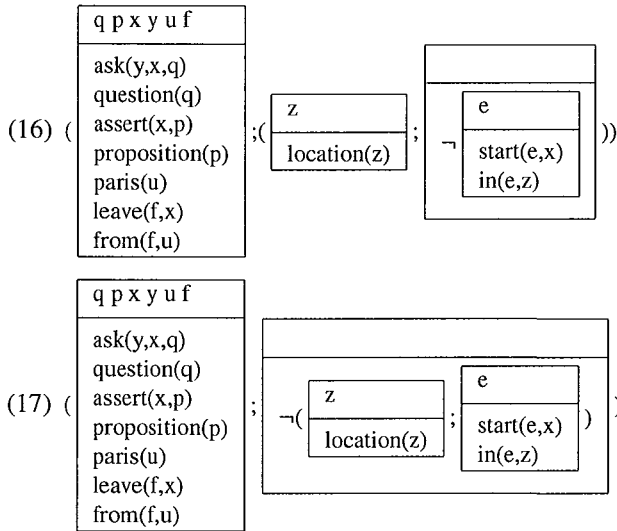 q p x y u f
ask(y,x,q)
question(q)
assert(x,p)
proposition(p)
paris(u)
leave(f,x)
from(f,u)
(16) ( ;( z location(z) ; ¬ e start(e,x) in(e,z) ))
q p x y u f
ask(y,x,q)
question(q)
assert(x,p)
proposition(p)
paris(u)
leave(f,x)
from(f,u)
(17) ( ; ¬( z location(z) ; e start(e,x) in(e,z) ) )